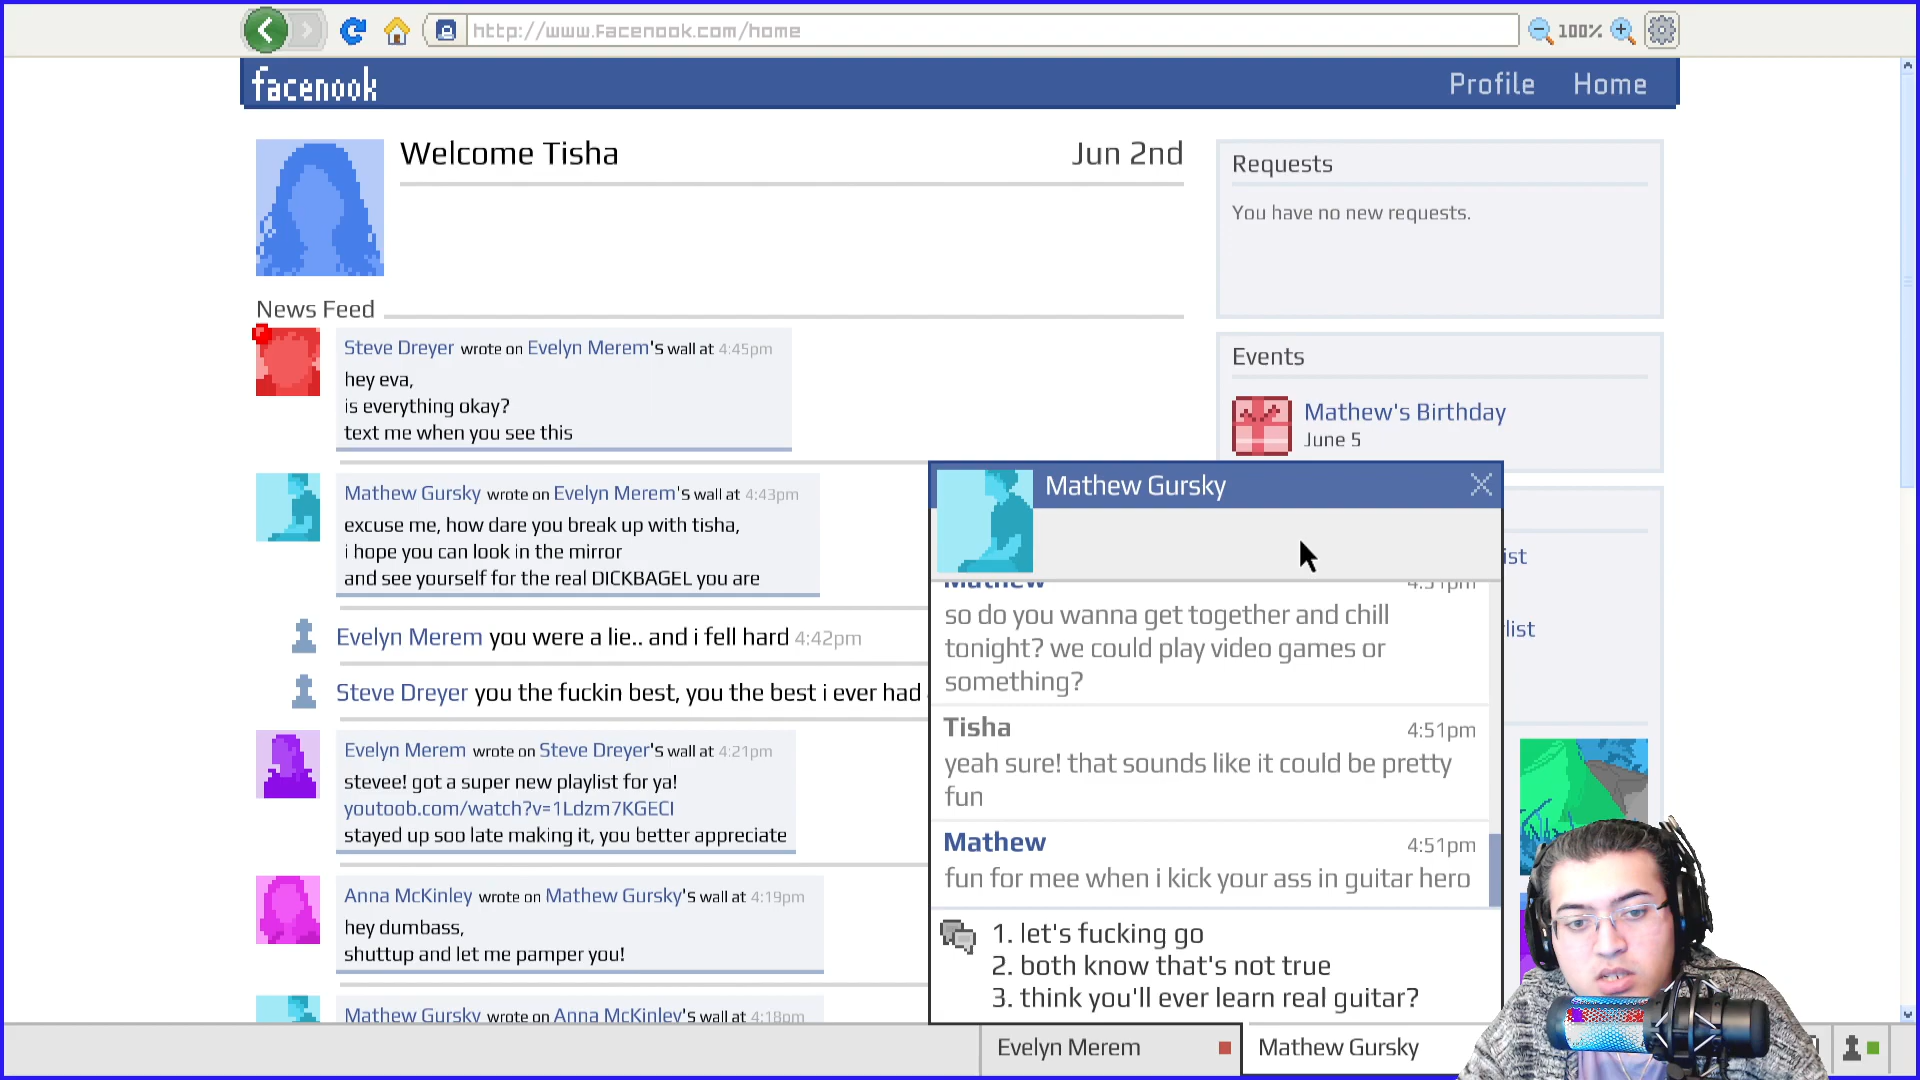 http://www.facenook.com/home
100%
facenook
Profile
Home
Welcome Tisha
Jun 2nd
News Feed
Steve Dreyer wrote on Evelyn Merem's wall at 4:45pm
hey eva,
is everything okay?
text me when you see this
Mathew Gursky wrote on Evelyn Merem's wall at 4:43pm
excuse me, how dare you break up with tisha,
i hope you can look in the mirror
and see yourself for the real DICKBAGEL you are
Evelyn Merem you were a lie.. and i fell hard 4:42pm
Steve Dreyer you the fuckin best, you the best i ever had
Evelyn Merem wrote on Steve Dreyer's wall at 4:21pm
stevee! got a super new playlist for ya!
youtoob.com/watch?v=1Ldzm7KGECI
stayed up soo late making it, you better appreciate
Anna McKinley wrote on Mathew Gursky's wall at 4:19pm
hey dumbass,
shuttup and let me pamper you!
Mathew Gursky wrote on Anna McKinley's wall at 4:18pm
Requests
You have no new requests.
Events
Mathew's Birthday
June 5
ist
list
Mathew Gursky
Mathew 4:51pm
so do you wanna get together and chill
tonight? we could play video games or
something?
Tisha 4:51pm
yeah sure! that sounds like it could be pretty
fun
Mathew 4:51pm
fun for mee when i kick your ass in guitar hero
1. let's fucking go
2. both know that's not true
3. think you'll ever learn real guitar?
Evelyn Merem
Mathew Gursky